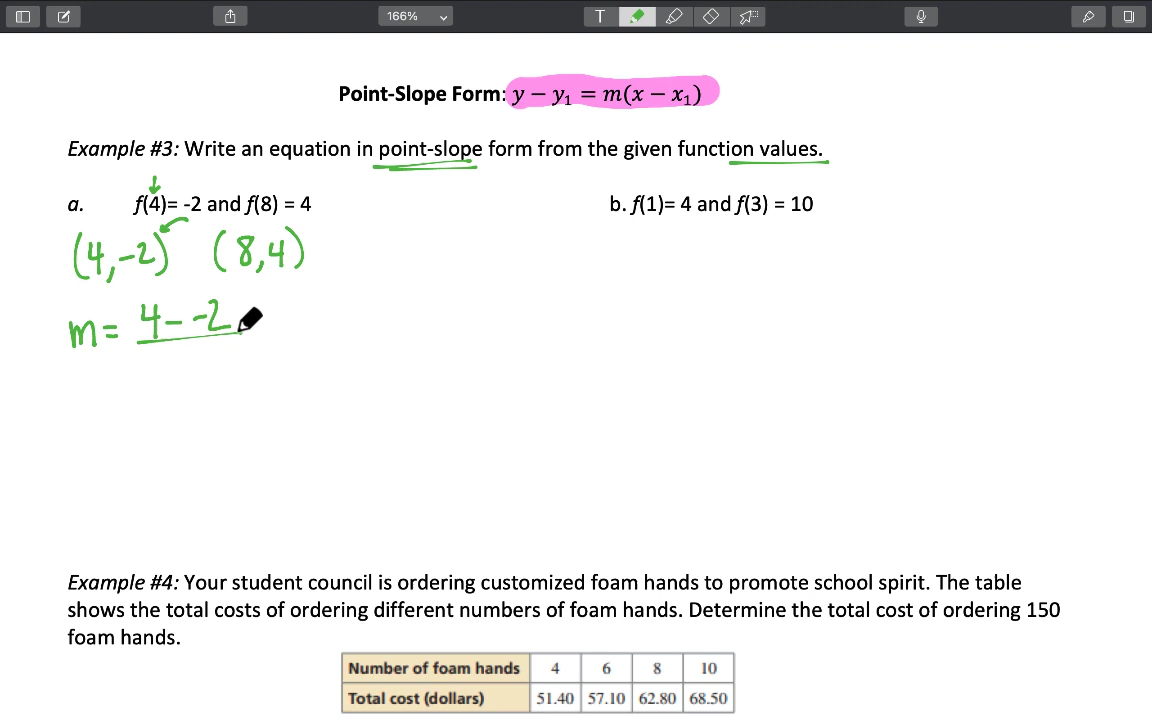 166%
T
Point-Slope Form: y − y₁ = m(x − x₁)
Example #3: Write an equation in point-slope form from the given function values.
a. f(4)= -2 and f(8) = 4
b. f(1)= 4 and f(3) = 10
(4,-2) (8,4)
m= 4- -2
Example #4: Your student council is ordering customized foam hands to promote school spirit. The table
shows the total costs of ordering different numbers of foam hands. Determine the total cost of ordering 150
foam hands.
Number of foam hands 4 6 8 10
Total cost (dollars) 51.40 57.10 62.80 68.50